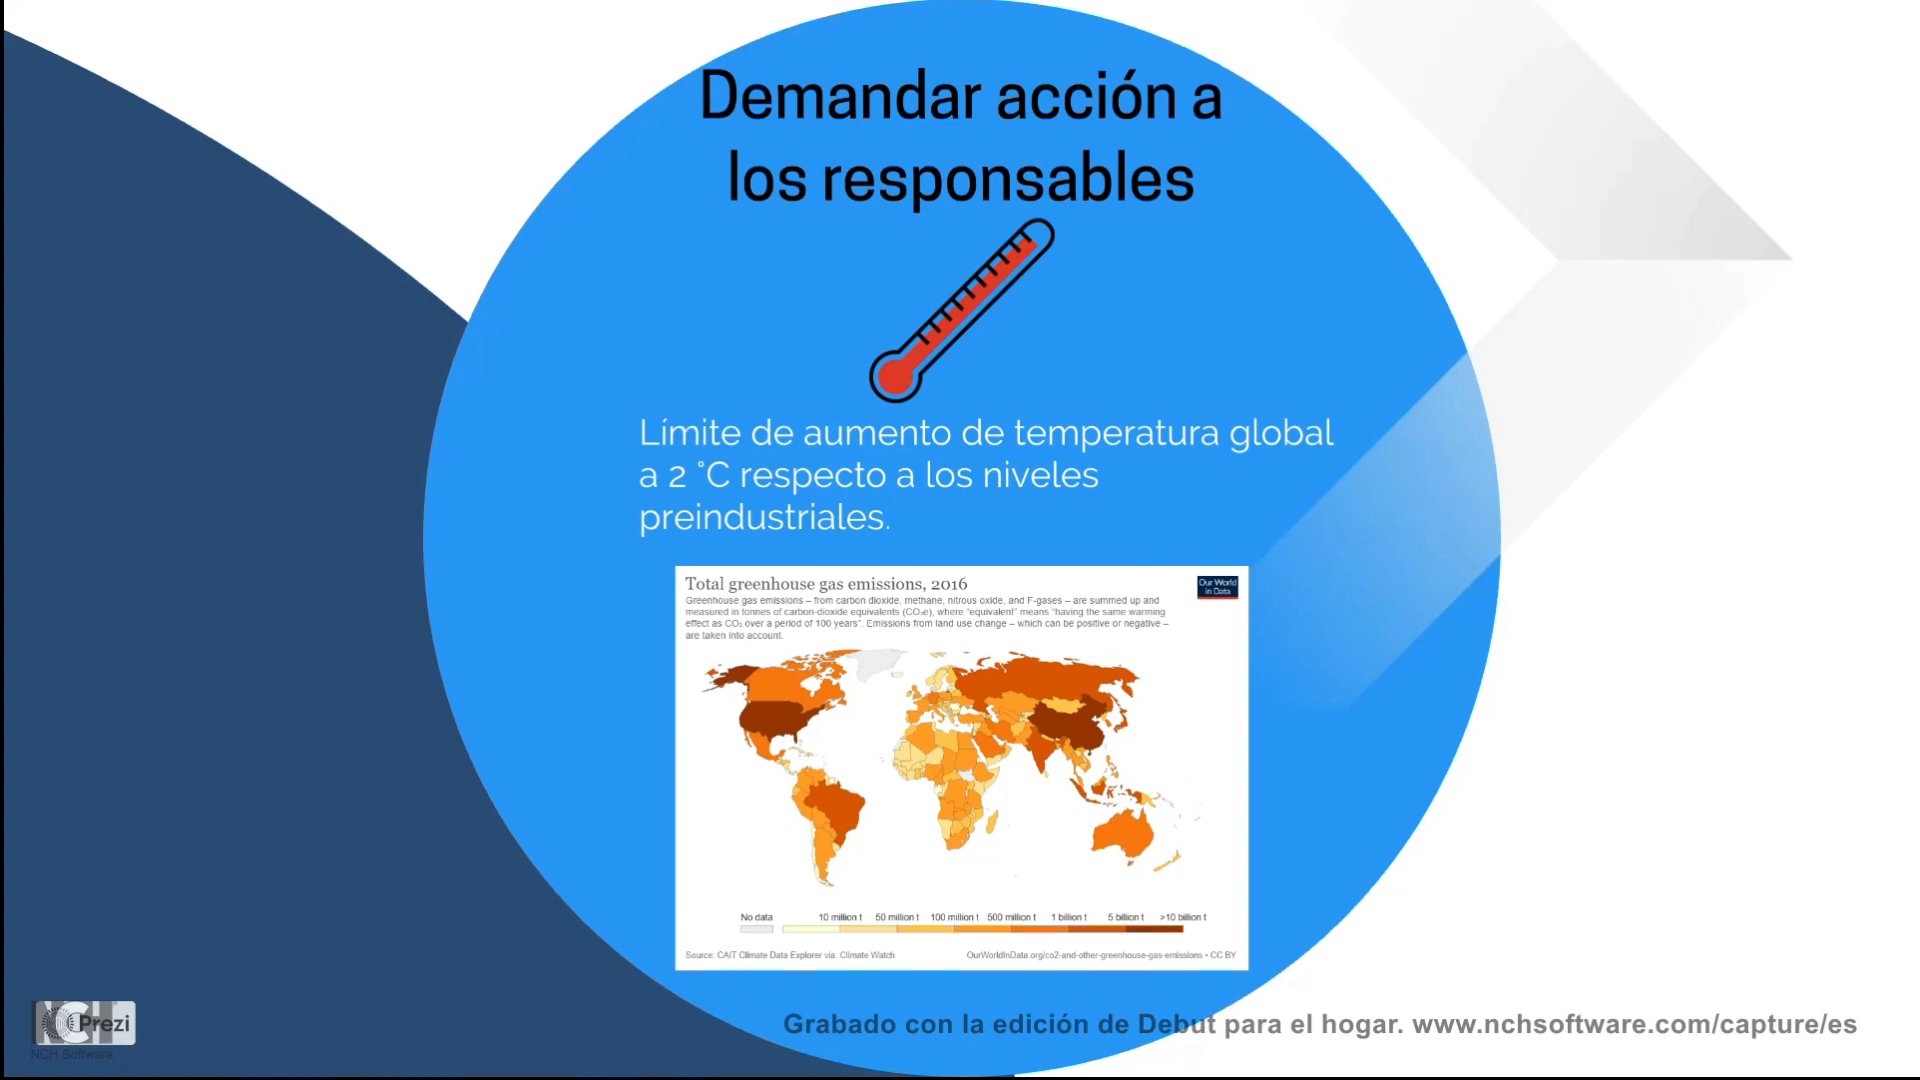 Demandar acción a
los responsables
Límite de aumento de temperatura global
a 2 °C respecto a los niveles
preindustriales.
Total greenhouse gas emissions, 2016
Our World
in Data
Greenhouse gas emissions – from carbon dioxide, methane, nitrous oxide, and F-gases – are summed up and
measured in tonnes of carbon-dioxide equivalents (CO₂e), where "equivalent" means "having the same warming
effect as CO₂ over a period of 100 years". Emissions from land use change – which can be positive or negative –
are taken into account.
No data 10 million t 50 million t 100 million t 500 million t 1 billion t 5 billion t >10 billion t
Source: CAIT Climate Data Explorer via. Climate Watch
OurWorldInData.org/co2-and-other-greenhouse-gas-emissions • CC BY
NCH
Prezi
NCH Software
Grabado con la edición de Debut para el hogar. www.nchsoftware.com/capture/es